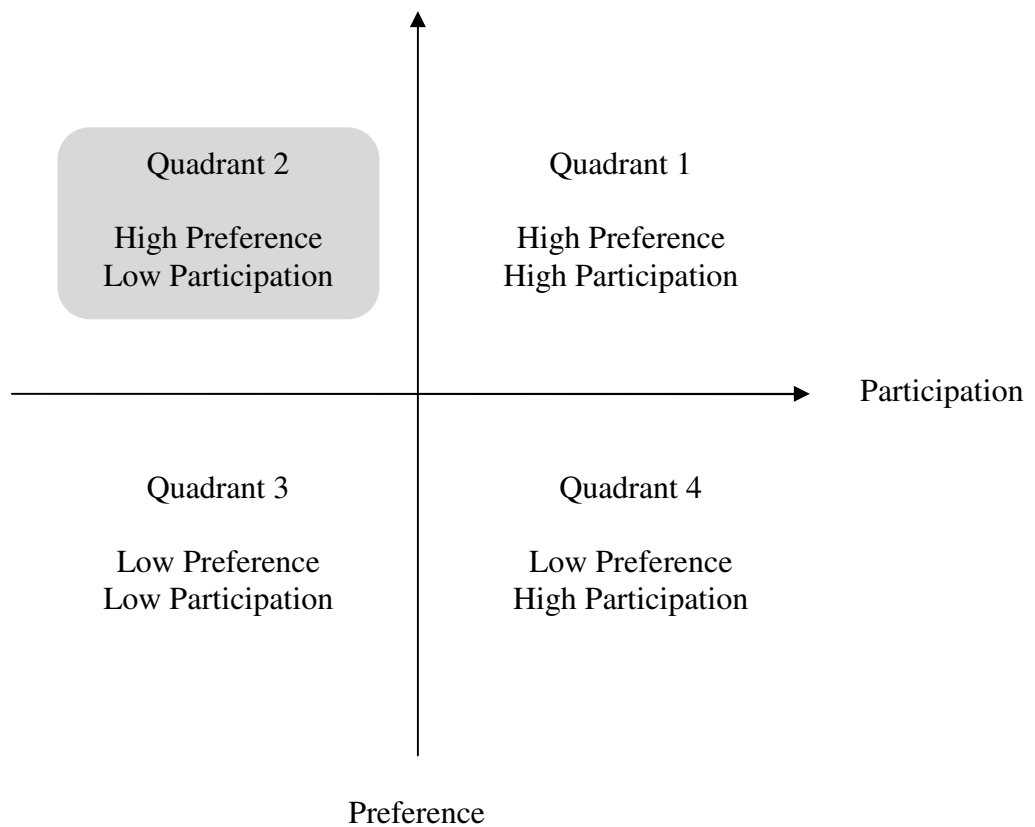 Quadrant 2
High Preference
Low Participation
Quadrant 1
High Preference
High Participation
Participation
Quadrant 3
Low Preference
Low Participation
Quadrant 4
Low Preference
High Participation
Preference